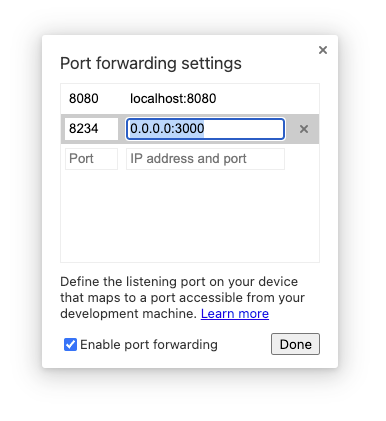 Port forwarding settings
8080 localhost:8080
8234 0.0.0.0:3000
Port IP address and port
Define the listening port on your device
that maps to a port accessible from your
development machine. Learn more
Enable port forwarding Done